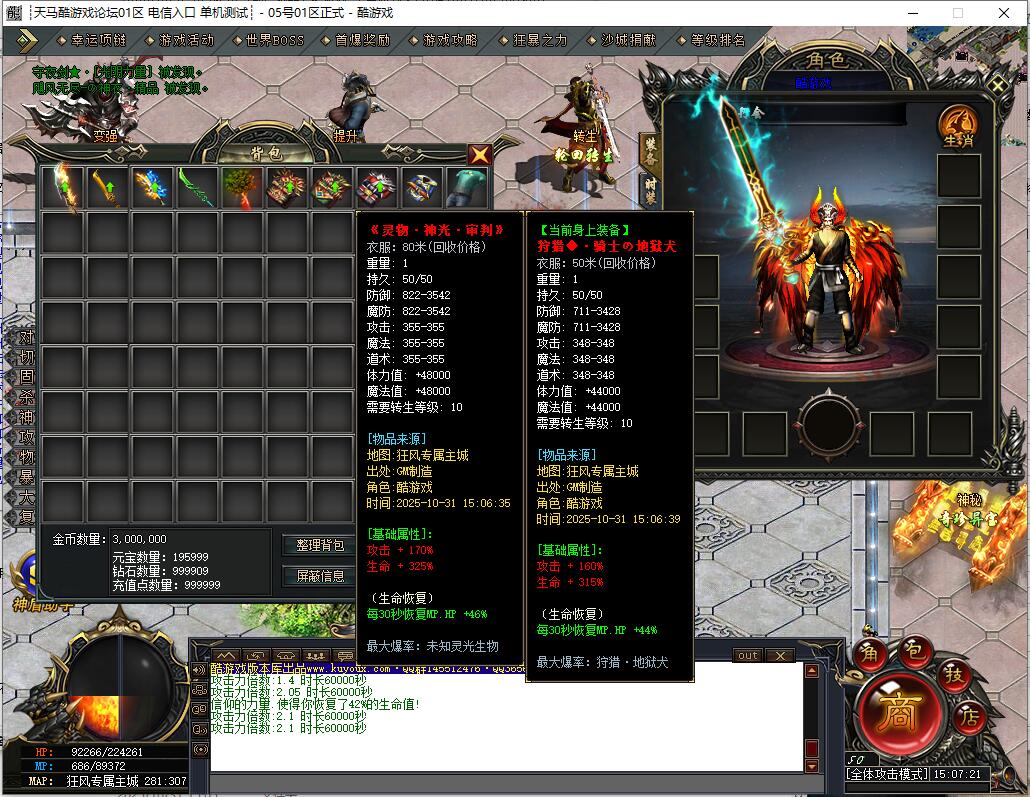 天马酷游戏论坛01区 电信入口 单机测试 - 05号01区正式 - 酷游戏
幸运项链
游戏活动
世界BOSS
首爆奖励
游戏攻略
狂暴之力
沙城捐献
等级排名
变强
提升
转生
轮回转生
背包
角色
酷游戏
生肖
装备
时装
《灵物·神光·审判》
衣服: 80米(回收价格)
重量: 1
持久: 50/50
防御: 822-3542
魔防: 822-3542
攻击: 355-355
魔法: 355-355
道术: 355-355
体力值: +48000
魔法值: +48000
需要转生等级: 10
[物品来源]
地图:狂风专属主城
出处:GM制造
角色:酷游戏
时间:2025-10-31 15:06:35
[基础属性]:
攻击 + 170%
生命 + 325%
(生命恢复)
每30秒恢复MP.HP +46%
最大爆率: 未知灵光生物
【当前身上装备】
狩猎◆·骑士の地獄犬
衣服: 50米(回收价格)
重量: 1
持久: 50/50
防御: 711-3428
魔防: 711-3428
攻击: 348-348
魔法: 348-348
道术: 348-348
体力值: +44000
魔法值: +44000
需要转生等级: 10
[物品来源]
地图:狂风专属主城
出处:GM制造
角色:酷游戏
时间:2025-10-31 15:06:39
[基础属性]:
攻击 + 160%
生命 + 315%
(生命恢复)
每30秒恢复MP.HP +44%
最大爆率: 狩猎·地狱犬
金币数量: 3,000,000
元宝数量: 195999
钻石数量: 999909
充值点数量: 999999
整理背包
屏蔽信息
神秘
奇珍异宝
out
酷游戏版本库出品www.kuyoux.com
攻击力倍数:1.4 时长60000秒
攻击力倍数:2.05 时长60000秒
信仰的力量.使得你恢复了42%的生命值!
攻击力倍数:2.1 时长60000秒
攻击力倍数:2.1 时长60000秒
角
包
技
店
商
HP: 92266/224261
MP: 686/89372
MAP: 狂风专属主城 281:307
50
[全体攻击模式] 15:07:21